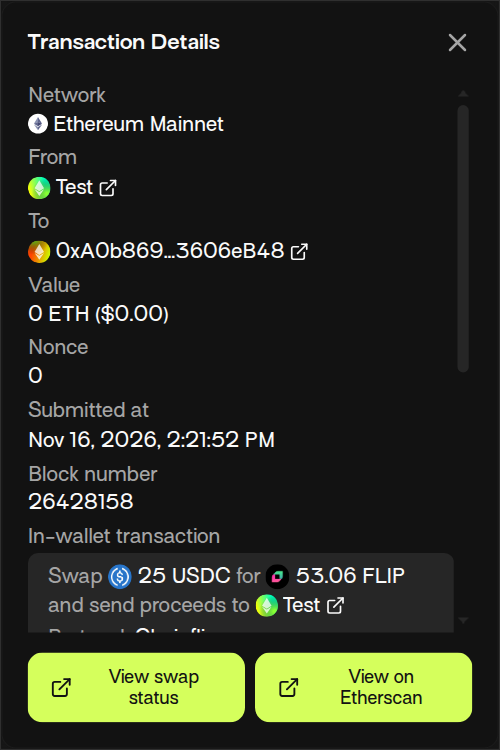 Transaction Details
Network
Ethereum Mainnet
From
Test
To
0xA0b869...3606eB48
Value
0 ETH ($0.00)
Nonce
0
Submitted at
Nov 16, 2026, 2:21:52 PM
Block number
26428158
In-wallet transaction
Swap 25 USDC for 53.06 FLIP
and send proceeds to Test
View swap
status
View on
Etherscan